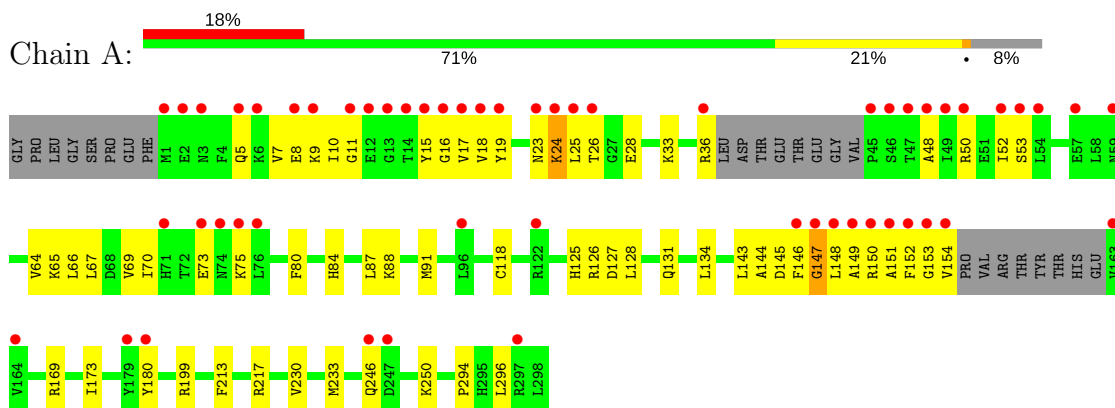 18%
Chain A:
71% 21% • 8%
GLY PRO LEU GLY SER PRO GLU PHE M1 E2 N3 F4 Q5 K6 V7 E8 K9 I10 G11 E12 G13 T14 Y15 G16 V17 V18 Y19 N23 K24 L25 T26 G27 E28 K33 R36 LEU ASP THR GLU THR GLU GLY VAL P45 S46 T47 A48 I49 R50 E51 I52 S53 L54 E57 L58 N59
V64 K65 L66 L67 D68 V69 I70 H71 T72 E73 N74 K75 L76 F80 H84 L87 K88 M91 L96 C118 R122 H125 R126 D127 L128 Q131 L134 L143 A144 D145 F146 G147 L148 A149 R150 A151 F152 G153 V154 PRO VAL ARG THR TYR THR HIS GLU V163
V164 R169 I173 Y179 Y180 R199 F213 R217 V230 M233 Q246 D247 K250 P294 H295 L296 R297 L298